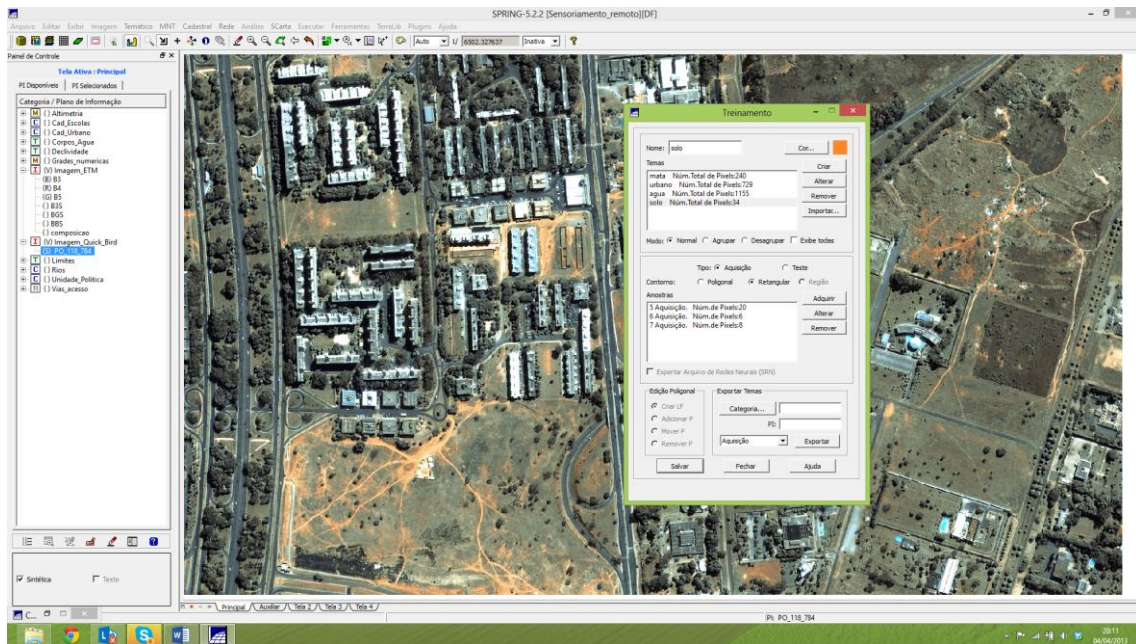 SPRING-5.2.2 [Sensoriamento_remoto][DF]
Arquivo Editar Exibir Imagem Temático MNT Cadastral Rede Análise SCarta Executar Ferramentas TerraLib Plugins Ajuda
Auto 1/ 6502.327637 Inativa
Painel de Controle
Tela Ativa : Principal
PI Disponíveis PI Selecionados
Categoria / Plano de Informação
M ( ) Altimetria
C ( ) Cad_Escolas
C ( ) Cad_Urbano
T ( ) Corpos_Agua
T ( ) Declividade
M ( ) Grades_numericas
I (V) Imagem_ETM
(B) B3
(R) B4
(G) B5
( ) B3S
( ) BGS
( ) BBS
( ) composicao
I (V) Imagem_Quick_Bird
(S) PO_118_784
T ( ) Limites
C ( ) Rios
C ( ) Unidade_Politica
( ) Vias_acesso
Sintética Texto
C...
Principal Auxiliar Tela 2 Tela 3 Tela 4
PI: PO_118_784
Treinamento
Nome: solo Cor...
Temas
mata Núm.Total de Pixels:240
urbano Núm.Total de Pixels:729
agua Núm.Total de Pixels:1155
solo Núm.Total de Pixels:34
Criar
Alterar
Remover
Importar...
Modo: Normal Agrupar Desagrupar Exibe todas
Tipo: Aquisição Teste
Contorno: Poligonal Retangular Região
Amostras
5 Aquisição. Núm.de Pixels:20
6 Aquisição. Núm.de Pixels:6
7 Aquisição. Núm.de Pixels:8
Adquirir
Alterar
Remover
Exportar Arquivo de Redes Neurais (SRN)
Edição Poligonal
Criar LP
Adicionar P
Mover P
Remover P
Exportar Temas
Categoria...
PI:
Aquisição Exportar
Salvar Fechar Ajuda
20:11
04/04/2013